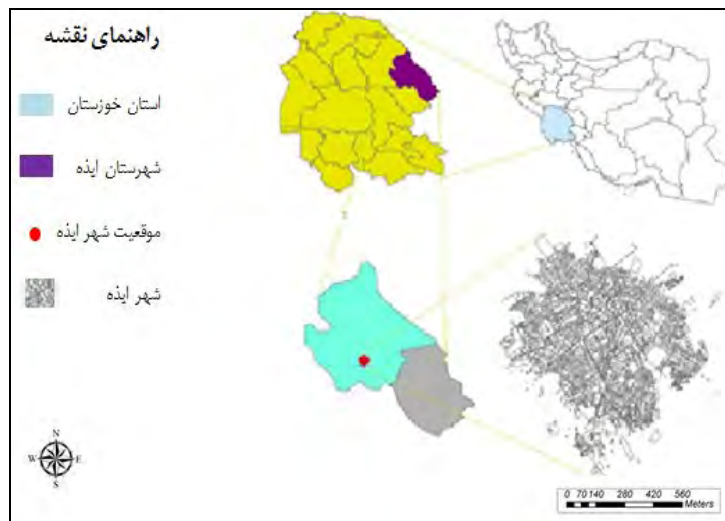 راهنمای نقشه
استان خوزستان
شهرستان ایذه
موقعیت شهر ایذه
شهر ایذه
N
W E
S
0 70 140 280 420 560
Meters